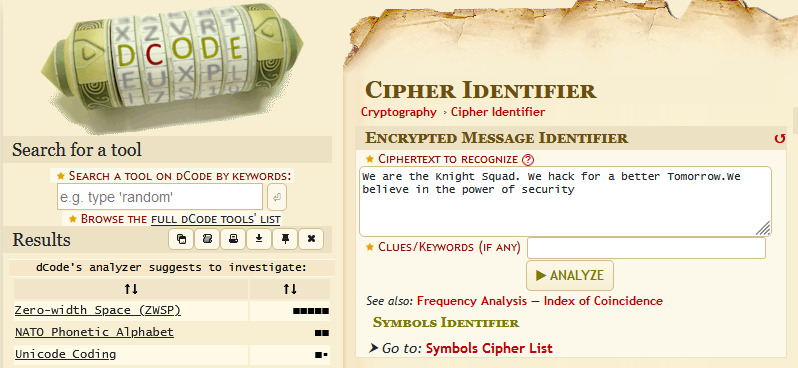 X Z V R T
DCODE
E U X P L
Search for a tool
★ Search a tool on dCode by keywords:
e.g. type 'random'
★ Browse the full dCode tools' list
Results
dCode's analyzer suggests to investigate:
↑↓ ↑↓
Zero-width Space (ZWSP) ■■■■■
NATO Phonetic Alphabet ■■
Unicode Coding ■▪
Cipher Identifier
Cryptography › Cipher Identifier
Encrypted Message Identifier
★ Ciphertext to recognize ?
We are the Knight Squad. We hack for a better Tomorrow.We
believe in the power of security
★ Clues/Keywords (if any)
▶ ANALYZE
See also: Frequency Analysis — Index of Coincidence
Symbols Identifier
➤ Go to: Symbols Cipher List